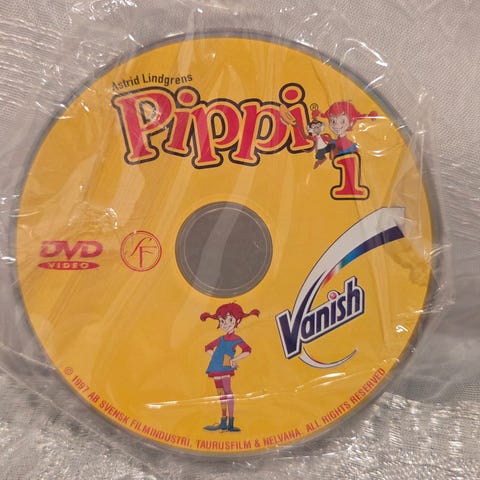 Astrid Lindgrens
Pippi®
1
DVD
VIDEO
SF
Vanish
© 1997 AB SVENSK FILMINDUSTRI, TAURUSFILM & NELVANA. ALL RIGHTS RESERVED